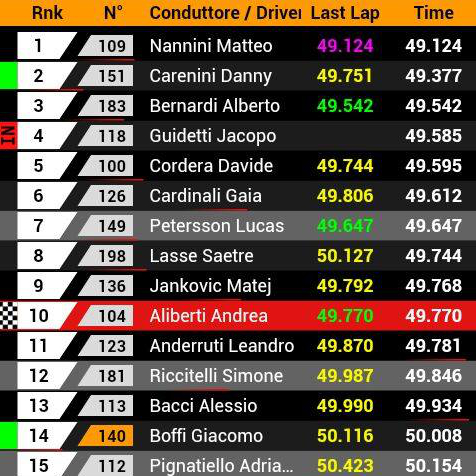 Rnk N° Conduttore / Driver Last Lap Time
1 109 Nannini Matteo 49.124 49.124
2 151 Carenini Danny 49.751 49.377
3 183 Bernardi Alberto 49.542 49.542
IN 4 118 Guidetti Jacopo 49.585
5 100 Cordera Davide 49.744 49.595
6 126 Cardinali Gaia 49.806 49.612
7 149 Petersson Lucas 49.647 49.647
8 198 Lasse Saetre 50.127 49.744
9 136 Jankovic Matej 49.792 49.768
10 104 Aliberti Andrea 49.770 49.770
11 123 Anderruti Leandro 49.870 49.781
12 181 Riccitelli Simone 49.987 49.846
13 113 Bacci Alessio 49.990 49.934
14 140 Boffi Giacomo 50.116 50.008
15 112 Pignatiello Adria... 50.423 50.154